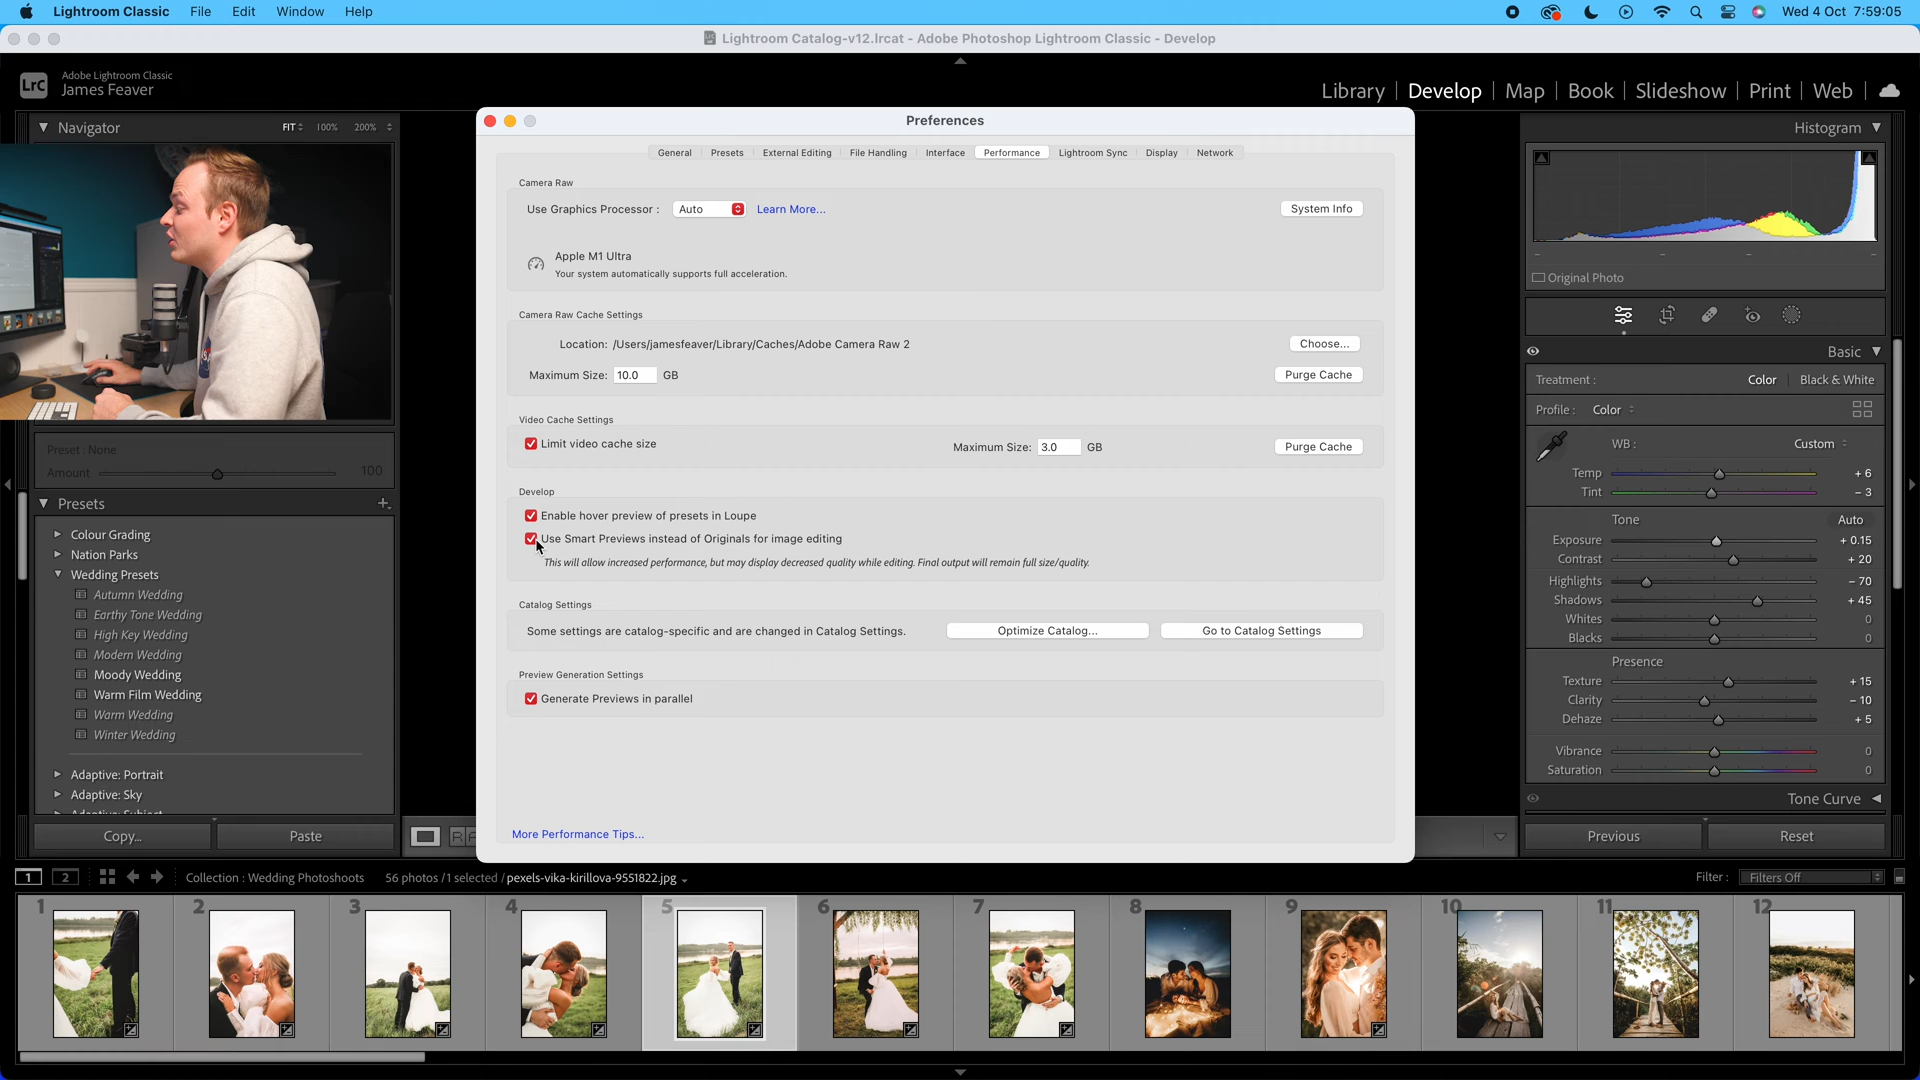 Lightroom Classic File Edit Window Help
Wed 4 Oct 7:59:05
Lightroom Catalog-v12.lrcat - Adobe Photoshop Lightroom Classic - Develop
LrC
Adobe Lightroom Classic
James Feaver
Library Develop Map Book Slideshow Print Web
Navigator FIT 100% 200%
Preset : None
Amount 100
Presets
Colour Grading
Nation Parks
Wedding Presets
Autumn Wedding
Earthy Tone Wedding
High Key Wedding
Modern Wedding
Moody Wedding
Warm Film Wedding
Warm Wedding
Winter Wedding
Adaptive: Portrait
Adaptive: Sky
Adaptive: Subject
Copy... Paste
Preferences
General Presets External Editing File Handling Interface Performance Lightroom Sync Display Network
Camera Raw
Use Graphics Processor : Auto Learn More... System Info
Apple M1 Ultra
Your system automatically supports full acceleration.
Camera Raw Cache Settings
Location: /Users/jamesfeaver/Library/Caches/Adobe Camera Raw 2 Choose...
Maximum Size: 10.0 GB Purge Cache
Video Cache Settings
Limit video cache size Maximum Size: 3.0 GB Purge Cache
Develop
Enable hover preview of presets in Loupe
Use Smart Previews instead of Originals for image editing
This will allow increased performance, but may display decreased quality while editing. Final output will remain full size/quality.
Catalog Settings
Some settings are catalog-specific and are changed in Catalog Settings. Optimize Catalog... Go to Catalog Settings
Preview Generation Settings
Generate Previews in parallel
More Performance Tips...
Histogram
Original Photo
Basic
Treatment : Color Black & White
Profile : Color
WB : Custom
Temp + 6
Tint - 3
Tone Auto
Exposure + 0.15
Contrast + 20
Highlights - 70
Shadows + 45
Whites 0
Blacks 0
Presence
Texture + 15
Clarity - 10
Dehaze + 5
Vibrance 0
Saturation 0
Tone Curve
Previous Reset
1 2 Collection : Wedding Photoshoots 56 photos / 1 selected / pexels-vika-kirillova-9551822.jpg Filter : Filters Off
1 2 3 4 5 6 7 8 9 10 11 12